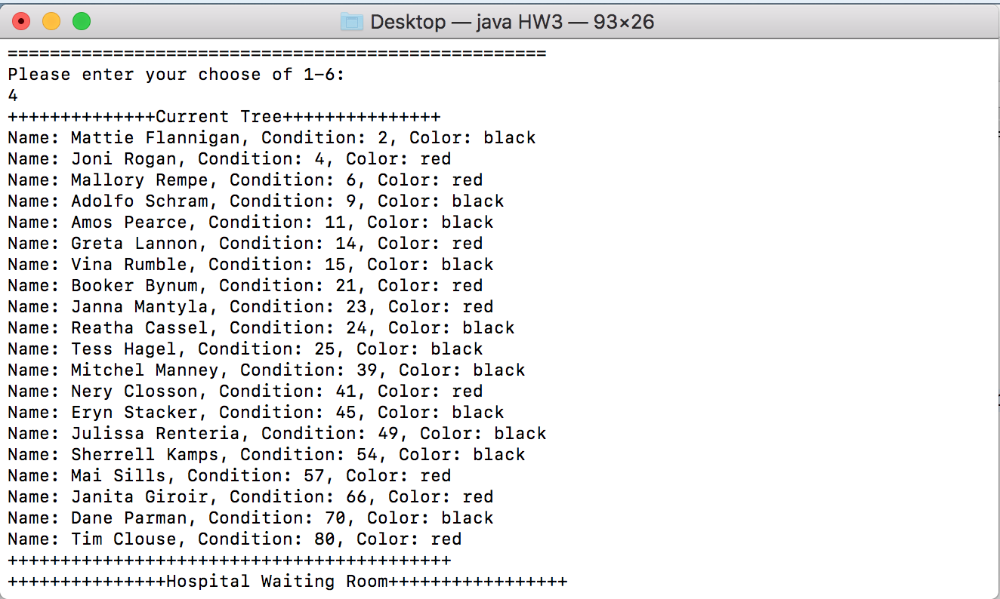 Desktop — java HW3 — 93×26
===================================================
Please enter your choose of 1-6:
4
++++++++++++++Current Tree+++++++++++++++
Name: Mattie Flannigan, Condition: 2, Color: black
Name: Joni Rogan, Condition: 4, Color: red
Name: Mallory Rempe, Condition: 6, Color: red
Name: Adolfo Schram, Condition: 9, Color: black
Name: Amos Pearce, Condition: 11, Color: black
Name: Greta Lannon, Condition: 14, Color: red
Name: Vina Rumble, Condition: 15, Color: black
Name: Booker Bynum, Condition: 21, Color: red
Name: Janna Mantyla, Condition: 23, Color: red
Name: Reatha Cassel, Condition: 24, Color: black
Name: Tess Hagel, Condition: 25, Color: black
Name: Mitchel Manney, Condition: 39, Color: black
Name: Nery Closson, Condition: 41, Color: red
Name: Eryn Stacker, Condition: 45, Color: black
Name: Julissa Renteria, Condition: 49, Color: black
Name: Sherrell Kamps, Condition: 54, Color: black
Name: Mai Sills, Condition: 57, Color: red
Name: Janita Giroir, Condition: 66, Color: red
Name: Dane Parman, Condition: 70, Color: black
Name: Tim Clouse, Condition: 80, Color: red
++++++++++++++++++++++++++++++++++++++++++
+++++++++++++++Hospital Waiting Room+++++++++++++++++